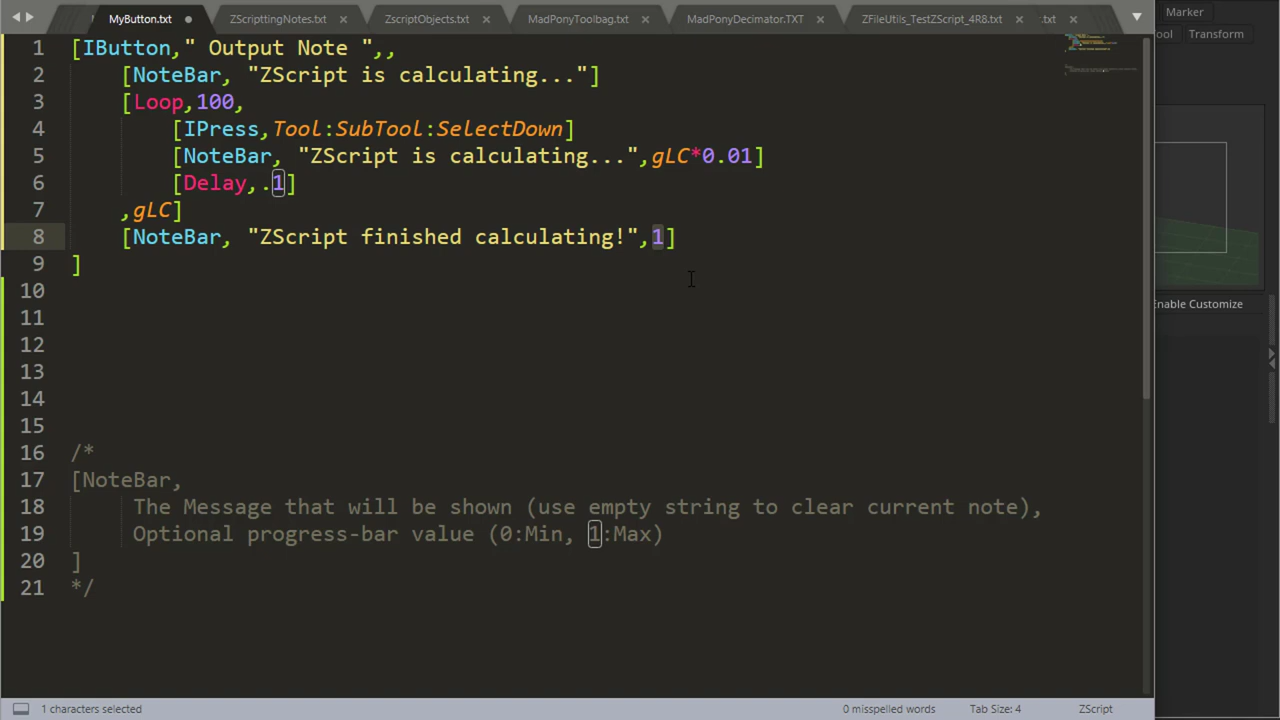 MyButton.txt
ZScripttingNotes.txt
ZscriptObjects.txt
MadPonyToolbag.txt
MadPonyDecimator.TXT
ZFileUtils_TestZScript_4R8.txt
.txt
Marker
ool
Transform
1 [IButton," Output Note ",,
2 [NoteBar, "ZScript is calculating..."]
3 [Loop,100,
4 [IPress,Tool:SubTool:SelectDown]
5 [NoteBar, "ZScript is calculating...",gLC*0.01]
6 [Delay,.1]
7 ,gLC]
8 [NoteBar, "ZScript finished calculating!",1]
9 ]
10
11
12
13
14
15
16 /*
17 [NoteBar,
18 The Message that will be shown (use empty string to clear current note),
19 Optional progress-bar value (0:Min, 1:Max)
20 ]
21 */
Enable Customize
1 characters selected
0 misspelled words
Tab Size: 4
ZScript